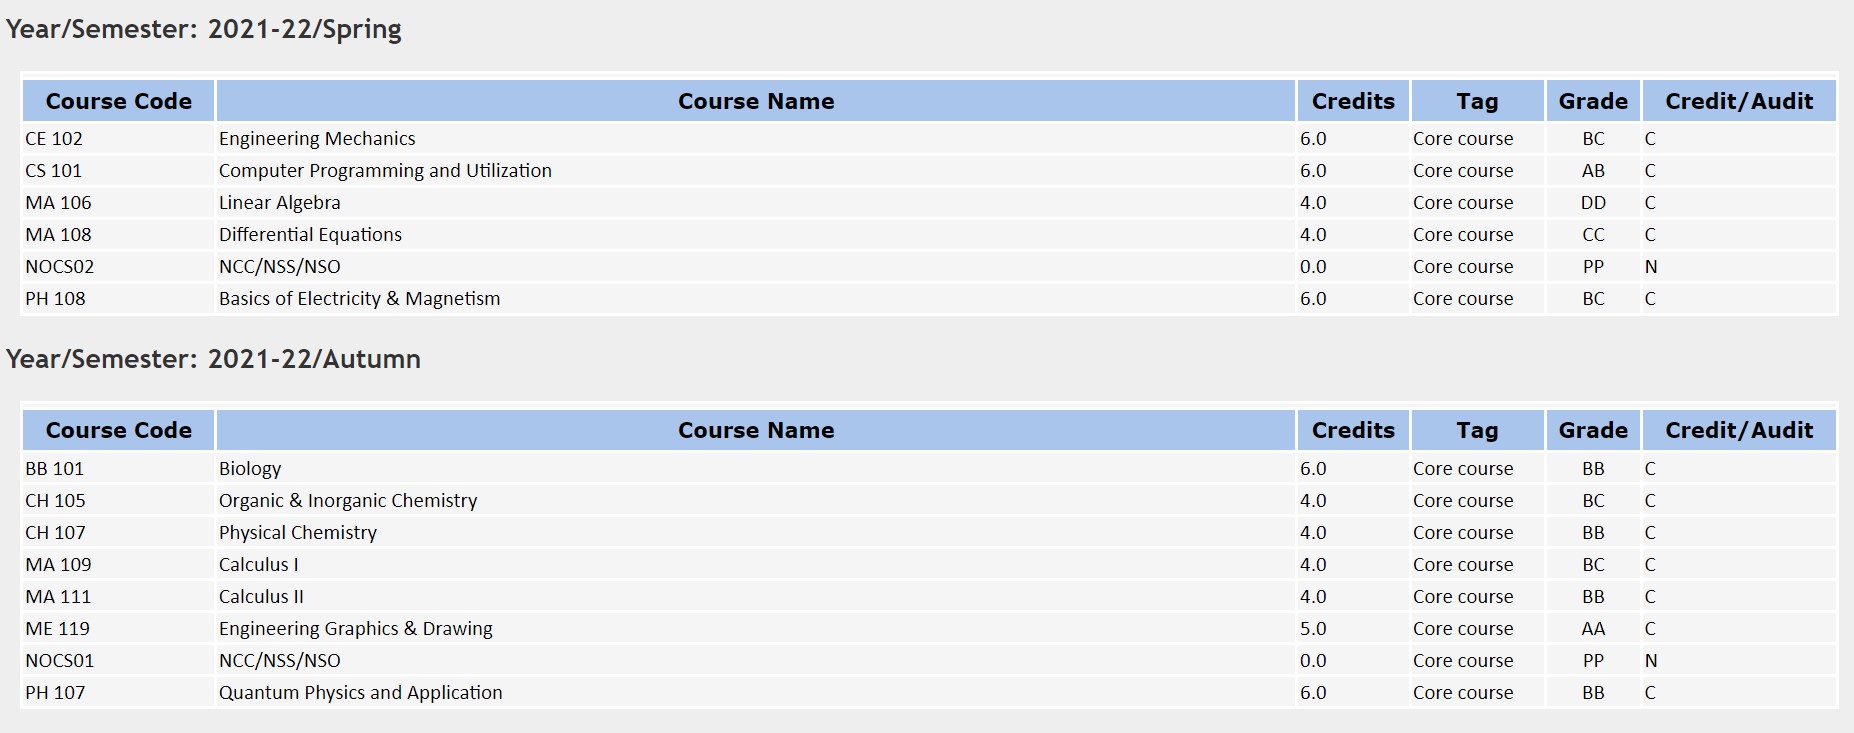 Year/Semester: 2021-22/Spring
Course Code Course Name Credits Tag Grade Credit/Audit
CE 102 Engineering Mechanics 6.0 Core course BC C
CS 101 Computer Programming and Utilization 6.0 Core course AB C
MA 106 Linear Algebra 4.0 Core course DD C
MA 108 Differential Equations 4.0 Core course CC C
NOCS02 NCC/NSS/NSO 0.0 Core course PP N
PH 108 Basics of Electricity & Magnetism 6.0 Core course BC C
Year/Semester: 2021-22/Autumn
Course Code Course Name Credits Tag Grade Credit/Audit
BB 101 Biology 6.0 Core course BB C
CH 105 Organic & Inorganic Chemistry 4.0 Core course BC C
CH 107 Physical Chemistry 4.0 Core course BB C
MA 109 Calculus I 4.0 Core course BC C
MA 111 Calculus II 4.0 Core course BB C
ME 119 Engineering Graphics & Drawing 5.0 Core course AA C
NOCS01 NCC/NSS/NSO 0.0 Core course PP N
PH 107 Quantum Physics and Application 6.0 Core course BB C